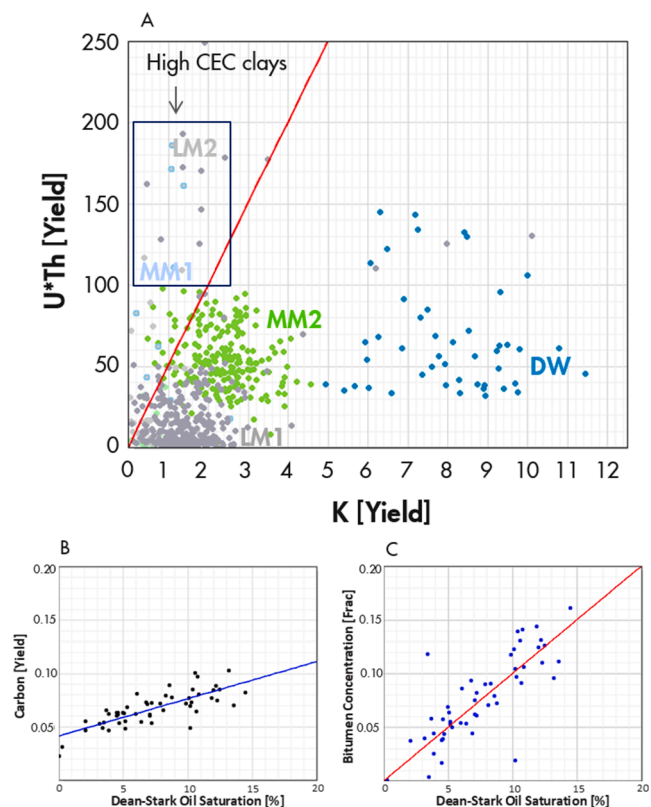 A
High CEC clays
LM2
MM1
MM2
DW
LM1
U*Th [Yield]
250
200
150
100
50
0
0 1 2 3 4 5 6 7 8 9 10 11 12
K [Yield]
B
Carbon [Yield]
0.20
0.15
0.10
0.05
0 5 10 15 20
Dean-Stark Oil Saturation [%]
C
Bitumen Concentration [Frac]
0.20
0.15
0.10
0.05
0 5 10 15 20
Dean-Stark Oil Saturation [%]